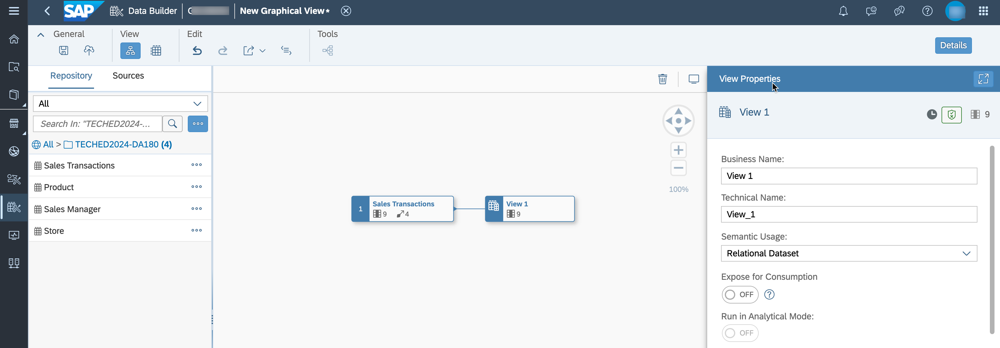 SAP
Data Builder
New Graphical View*
General
View
Edit
Tools
Details
Repository
Sources
All
Search In: "TECHED2024-...
All > TECHED2024-DA180 (4)
Sales Transactions
Product
Sales Manager
Store
100%
1
Sales Transactions
9
4
View 1
9
View Properties
View 1
9
Business Name:
View 1
Technical Name:
View_1
Semantic Usage:
Relational Dataset
Expose for Consumption
OFF
Run in Analytical Mode:
OFF